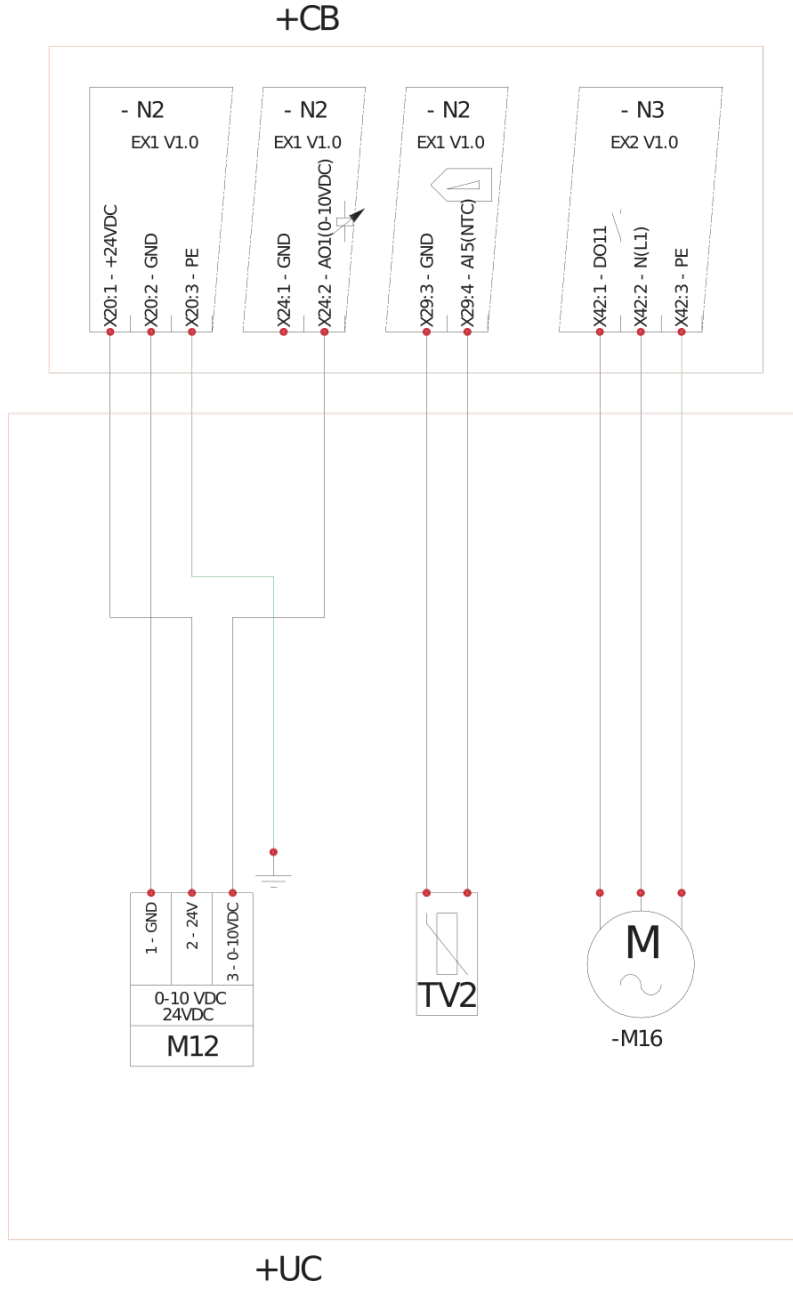 +CB
- N2
EX1 V1.0
- N2
EX1 V1.0
- N2
EX1 V1.0
- N3
EX2 V1.0
X20:1 - +24VDC
X20:2 - GND
X20:3 - PE
X24:1 - GND
X24:2 - AO1(0-10VDC)
X29:3 - GND
X29:4 - AI5(NTC)
X42:1 - DO11
X42:2 - N(L1)
X42:3 - PE
1 - GND
2 - 24V
3 - 0-10VDC
0-10 VDC
24VDC
M12
TV2
M
-M16
+UC